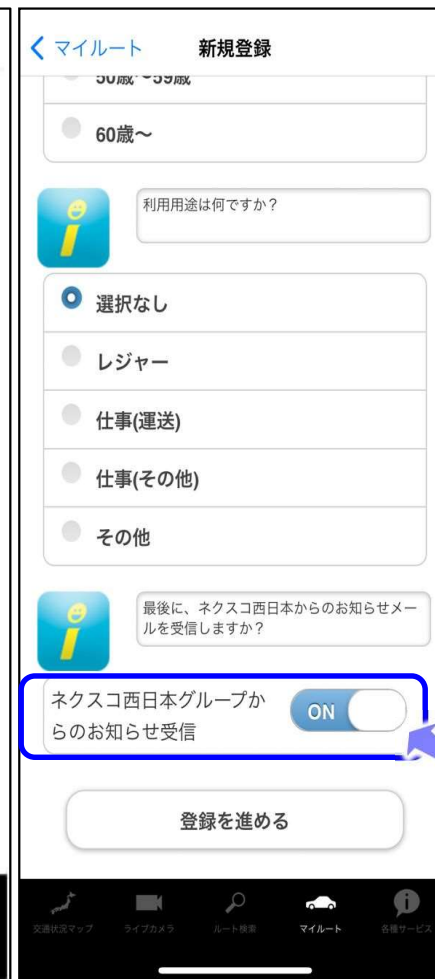 マイルート
新規登録
50歳〜59歳
60歳〜
利用用途は何ですか？
選択なし
レジャー
仕事(運送)
仕事(その他)
その他
最後に、ネクスコ西日本からのお知らせメー
ルを受信しますか？
ネクスコ西日本グループか
らのお知らせ受信
ON
登録を進める
交通状況マップ
ライブカメラ
ルート検索
マイルート
各種サービス